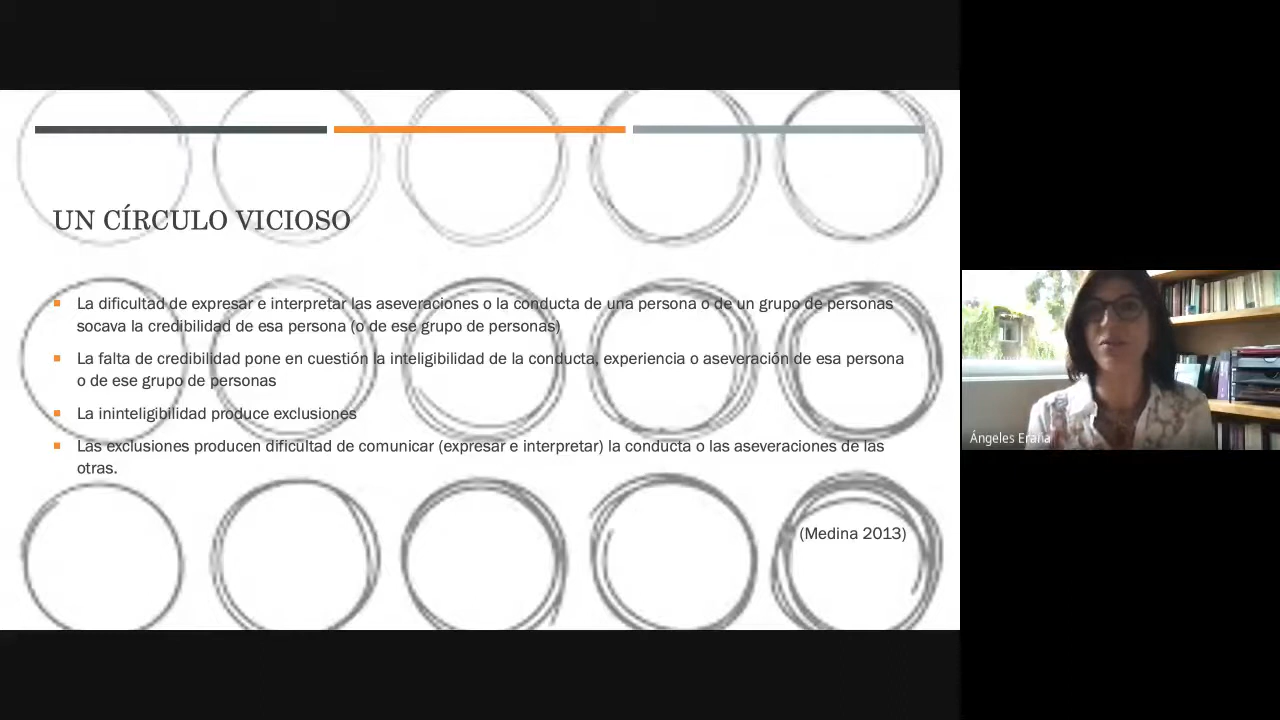 UN CÍRCULO VICIOSO
La dificultad de expresar e interpretar las aseveraciones o la conducta de una persona o de un grupo de personas
socava la credibilidad de esa persona (o de ese grupo de personas)
La falta de credibilidad pone en cuestión la inteligibilidad de la conducta, experiencia o aseveración de esa persona
o de ese grupo de personas
La ininteligibilidad produce exclusiones
Las exclusiones producen dificultad de comunicar (expresar e interpretar) la conducta o las aseveraciones de las
otras.
(Medina 2013)
Ángeles Eraña